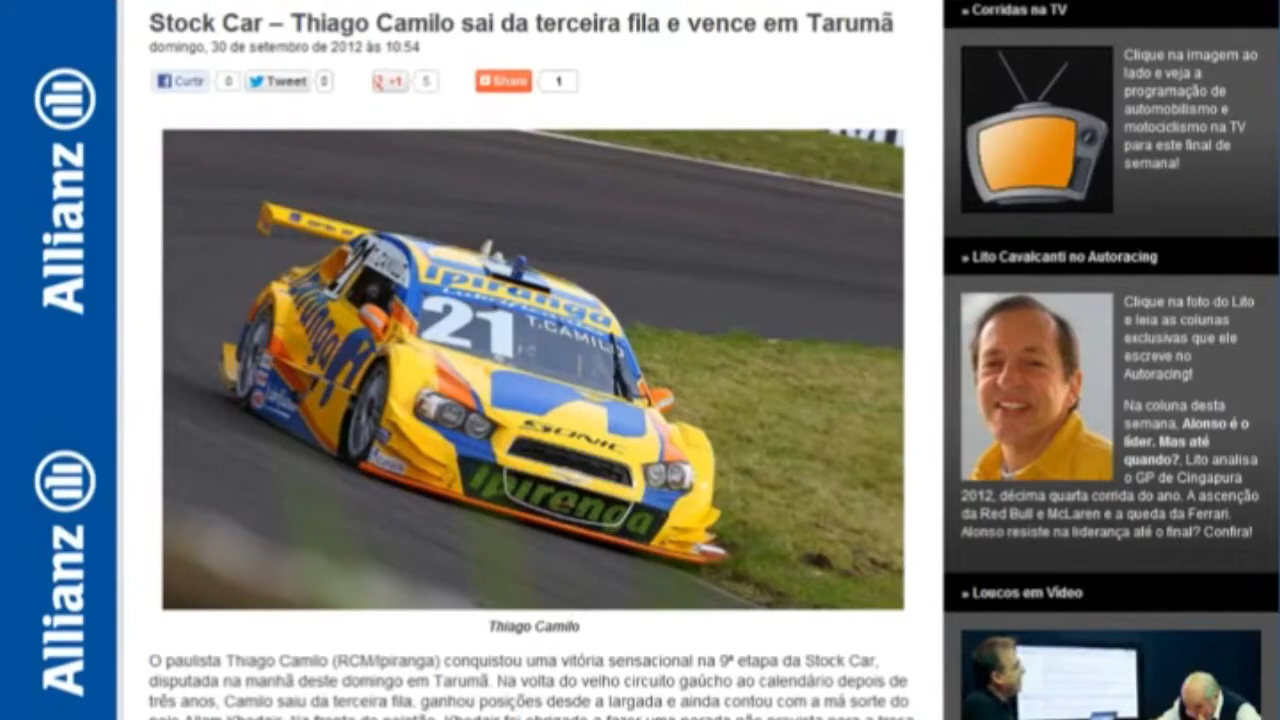 Stock Car – Thiago Camilo sai da terceira fila e vence em Tarumã
domingo, 30 de setembro de 2012 às 10:54
Curtir 0 Tweet 0 +1 5 Share 1
Allianz
Allianz
Ipiranga
21 T.CAMILO
Ipiranga
SONIC
Ipiranga
Thiago Camilo
O paulista Thiago Camilo (RCM/Ipiranga) conquistou uma vitória sensacional na 9ª etapa da Stock Car,
disputada na manhã deste domingo em Tarumã. Na volta do velho circuito gaúcho ao calendário depois de
três anos, Camilo saiu da terceira fila, ganhou posições desde a largada e ainda contou com a má sorte do
» Corridas na TV
Clique na imagem ao
lado e veja a
programação de
automobilismo e
motociclismo na TV
para este final de
semana!
» Lito Cavalcanti no Autoracing
Clique na foto do Lito
e leia as colunas
exclusivas que ele
escreve no
Autoracing!
Na coluna desta
semana, Alonso é o
líder. Mas até
quando?, Lito analisa
o GP de Cingapura
2012, décima quarta corrida do ano. A ascenção
da Red Bull e McLaren e a queda da Ferrari.
Alonso resiste na liderança até o final? Confira!
» Loucos em Vídeo